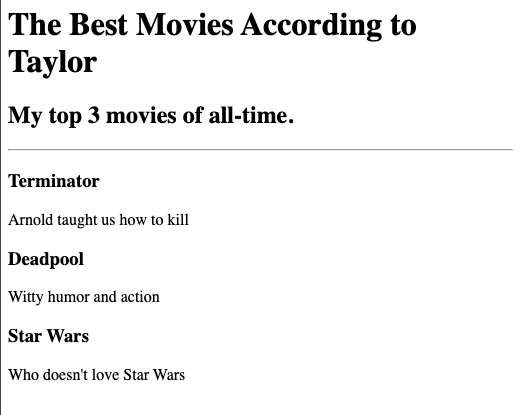 The Best Movies According to
Taylor
My top 3 movies of all-time.
Terminator
Arnold taught us how to kill
Deadpool
Witty humor and action
Star Wars
Who doesn't love Star Wars